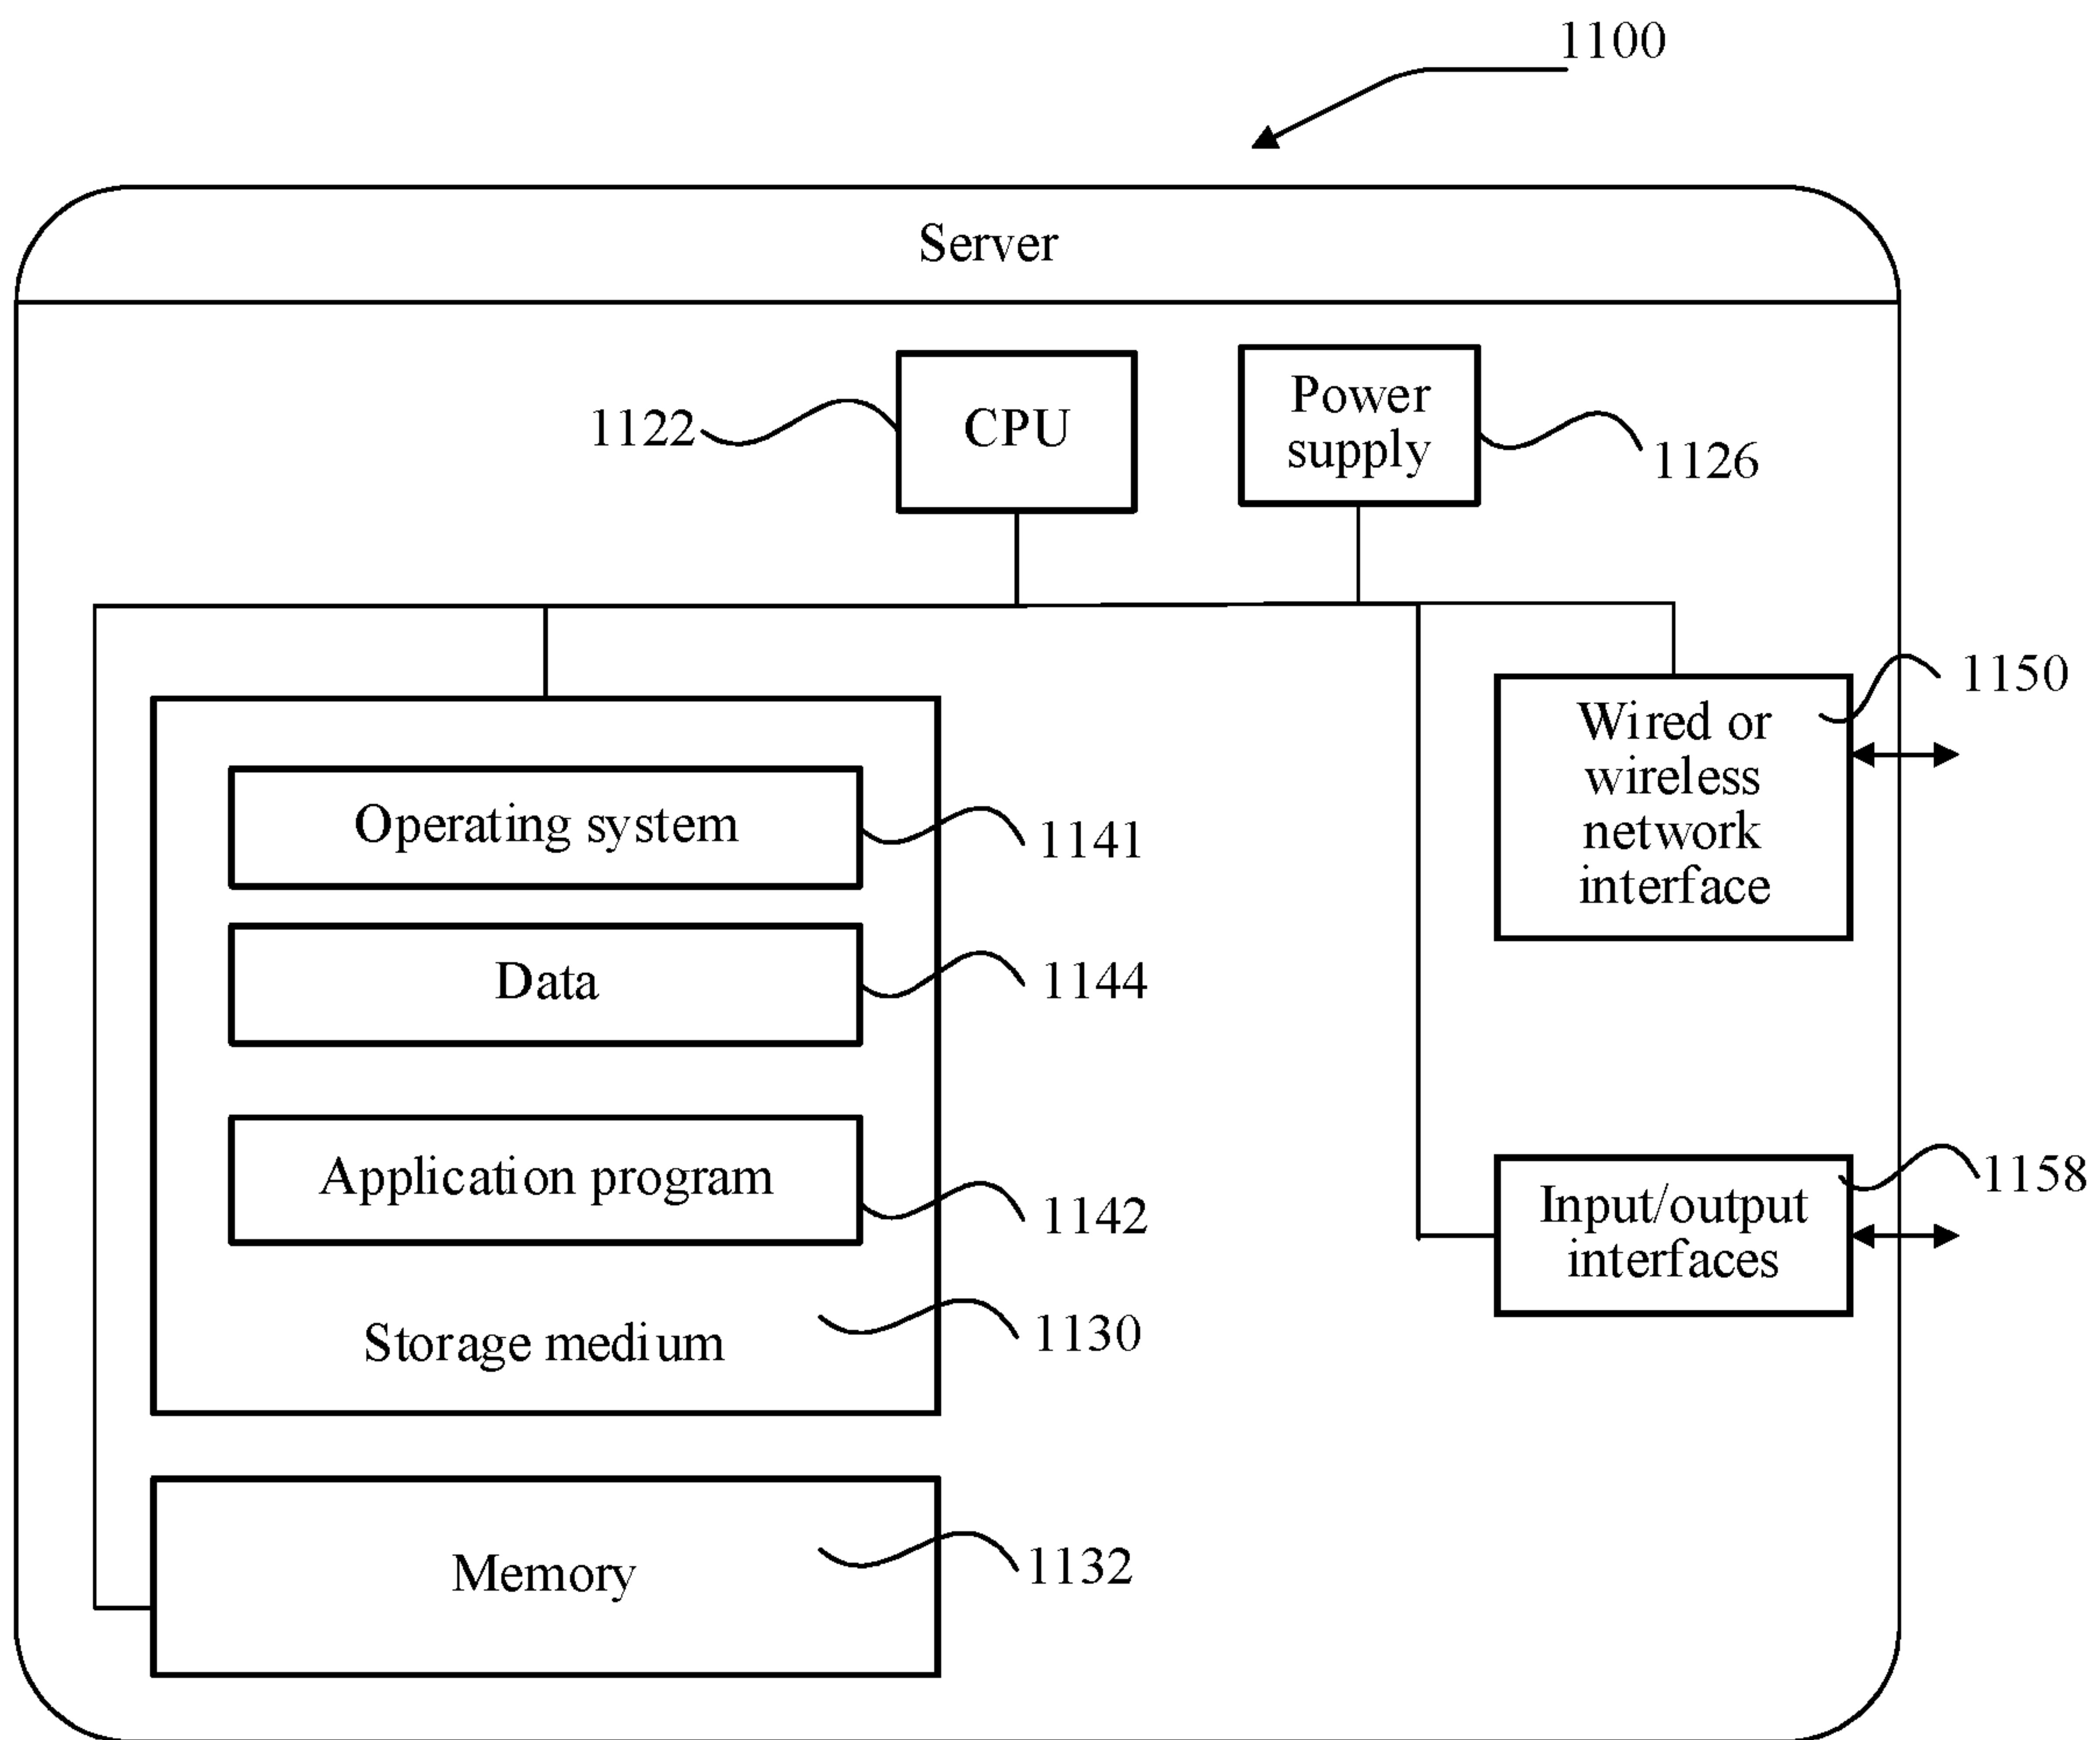 1100
Server
1122
CPU
Power
supply
1126
1150
Wired or
wireless
network
interface
Operating system
1141
Data
1144
Application program
1142
1158
Input/output
interfaces
Storage medium
1130
Memory
1132